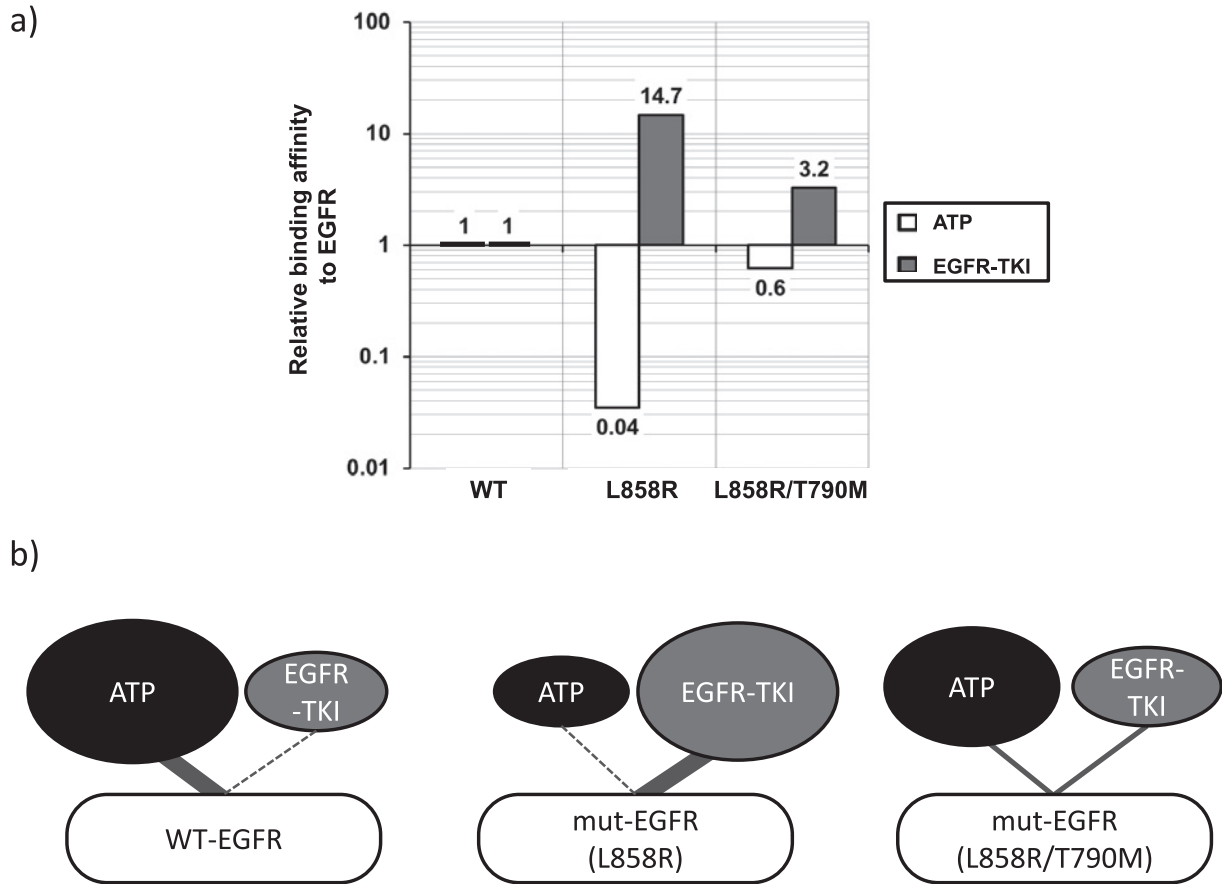 a)
Relative binding affinity
to EGFR
100
10
1
0.1
0.01
1
1
0.04
14.7
0.6
3.2
WT
L858R
L858R/T790M
ATP
EGFR-TKI
b)
ATP
EGFR
-TKI
WT-EGFR
ATP
EGFR-TKI
mut-EGFR
(L858R)
ATP
EGFR-
TKI
mut-EGFR
(L858R/T790M)